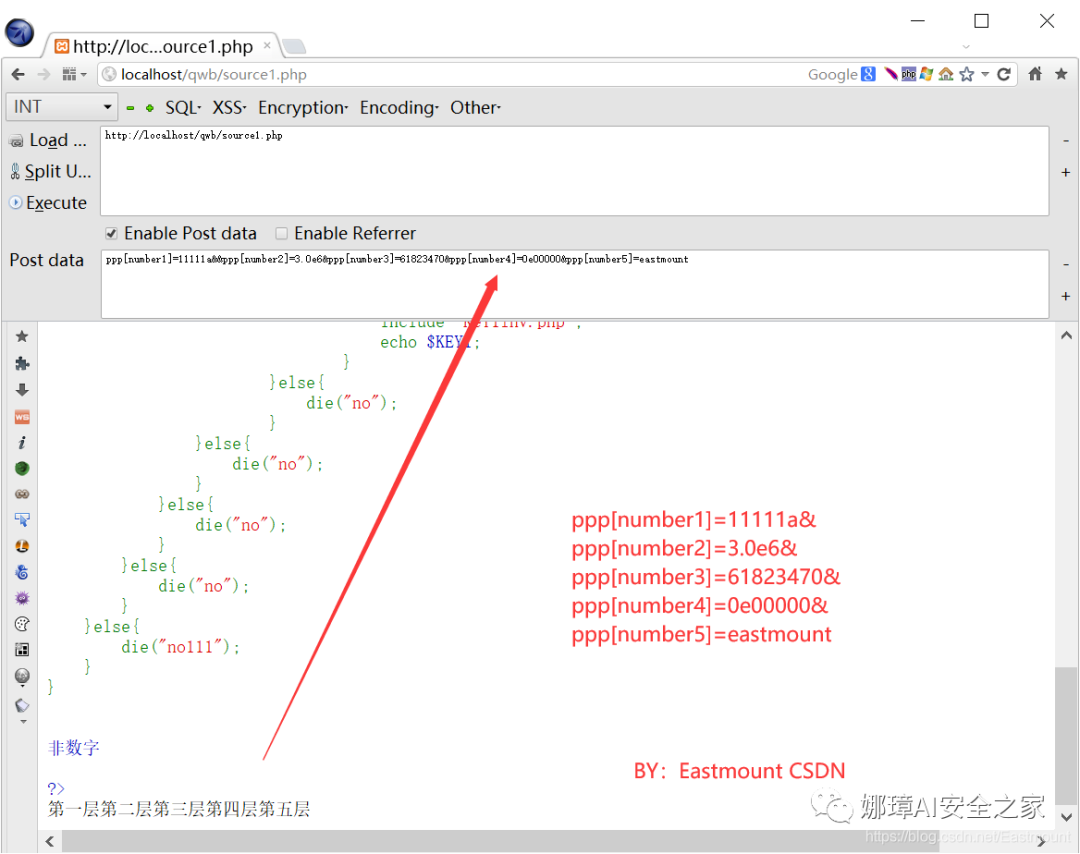 http://loc...ource1.php ×
localhost/qwb/source1.php
Google
INT
SQL XSS Encryption Encoding Other
Load ...
http://localhost/qwb/source1.php
Split U...
Execute
Enable Post data Enable Referrer
Post data
ppp[number1]=11111a&&ppp[number2]=3.0e6&ppp[number3]=61823470&ppp[number4]=0e00000&ppp[number5]=eastmount
include
echo $KEY1;
}
}else{
die("no");
}
}else{
die("no");
}
}else{
die("no");
}
}else{
die("no");
}
}else{
die("no111");
}
}
ppp[number1]=11111a&
ppp[number2]=3.0e6&
ppp[number3]=61823470&
ppp[number4]=0e00000&
ppp[number5]=eastmount
非数字
?>
第一层第二层第三层第四层第五层
BY：Eastmount CSDN
娜璋AI安全之家
https://blog.csdn.net/Eastmount